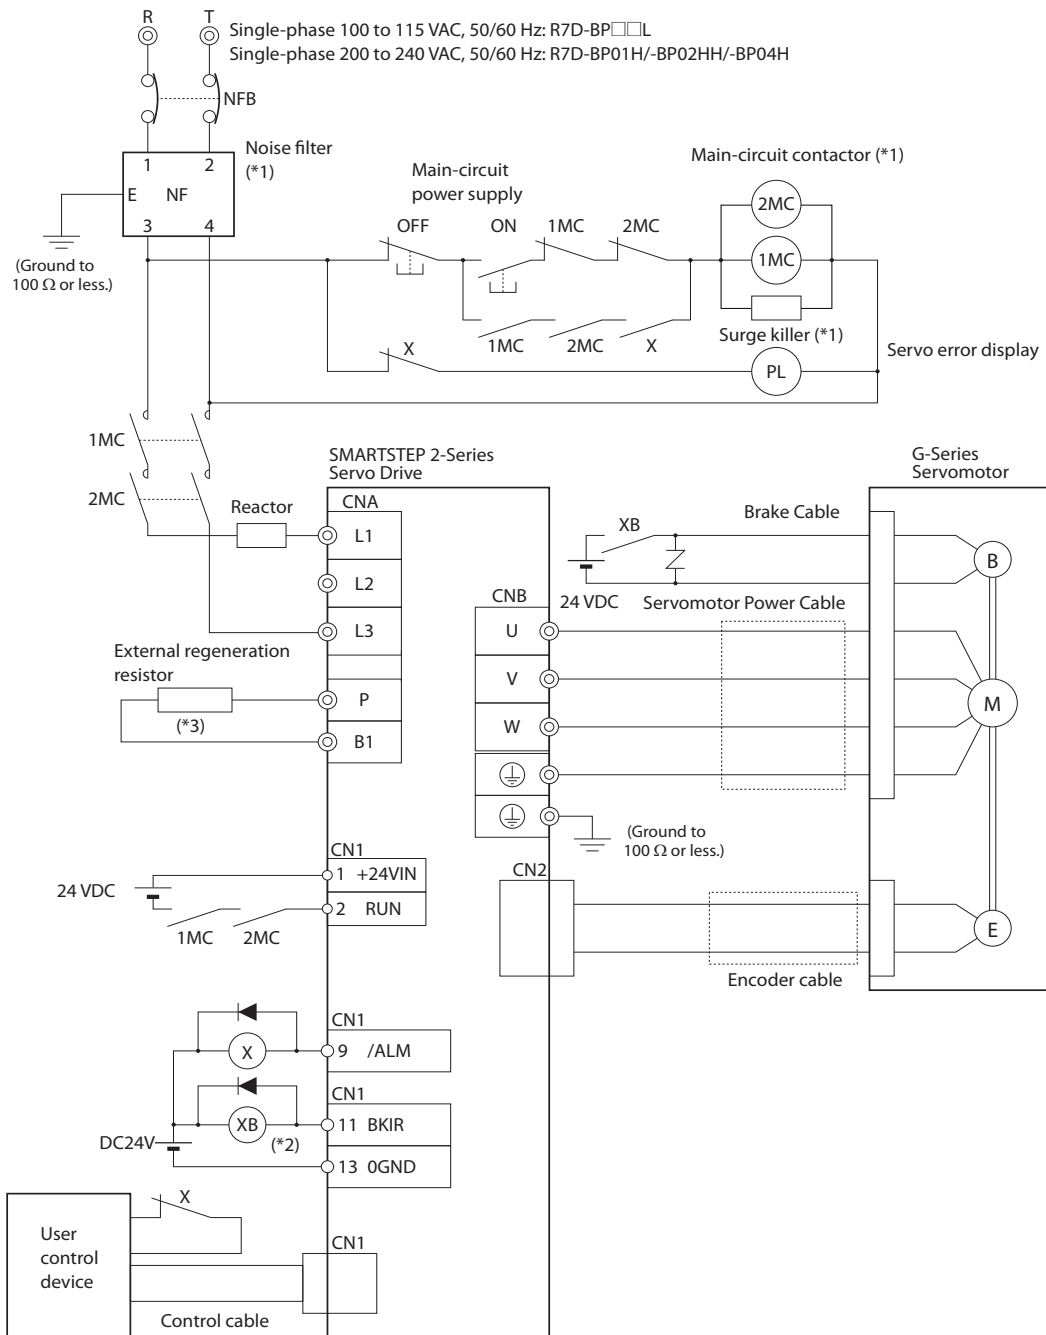 R T
Single-phase 100 to 115 VAC, 50/60 Hz: R7D-BP□□L
Single-phase 200 to 240 VAC, 50/60 Hz: R7D-BP01H/-BP02HH/-BP04H
NFB
Noise filter
(*1)
1 2
E NF
3 4
(Ground to
100 Ω or less.)
Main-circuit
power supply
Main-circuit contactor (*1)
OFF ON 1MC 2MC
2MC
1MC
1MC 2MC X
Surge killer (*1)
X
PL
Servo error display
1MC
2MC
Reactor
SMARTSTEP 2-Series
Servo Drive
G-Series
Servomotor
CNA
L1
L2
L3
External regeneration
resistor
(*3)
P
B1
XB
Brake Cable
24 VDC
B
CNB
Servomotor Power Cable
U
V
W
M
(Ground to
100 Ω or less.)
CN1
24 VDC
1 +24VIN
2 RUN
1MC 2MC
CN2
E
Encoder cable
CN1
X
9 /ALM
CN1
XB
(*2)
11 BKIR
DC24V
13 0GND
X
User
control
device
CN1
Control cable